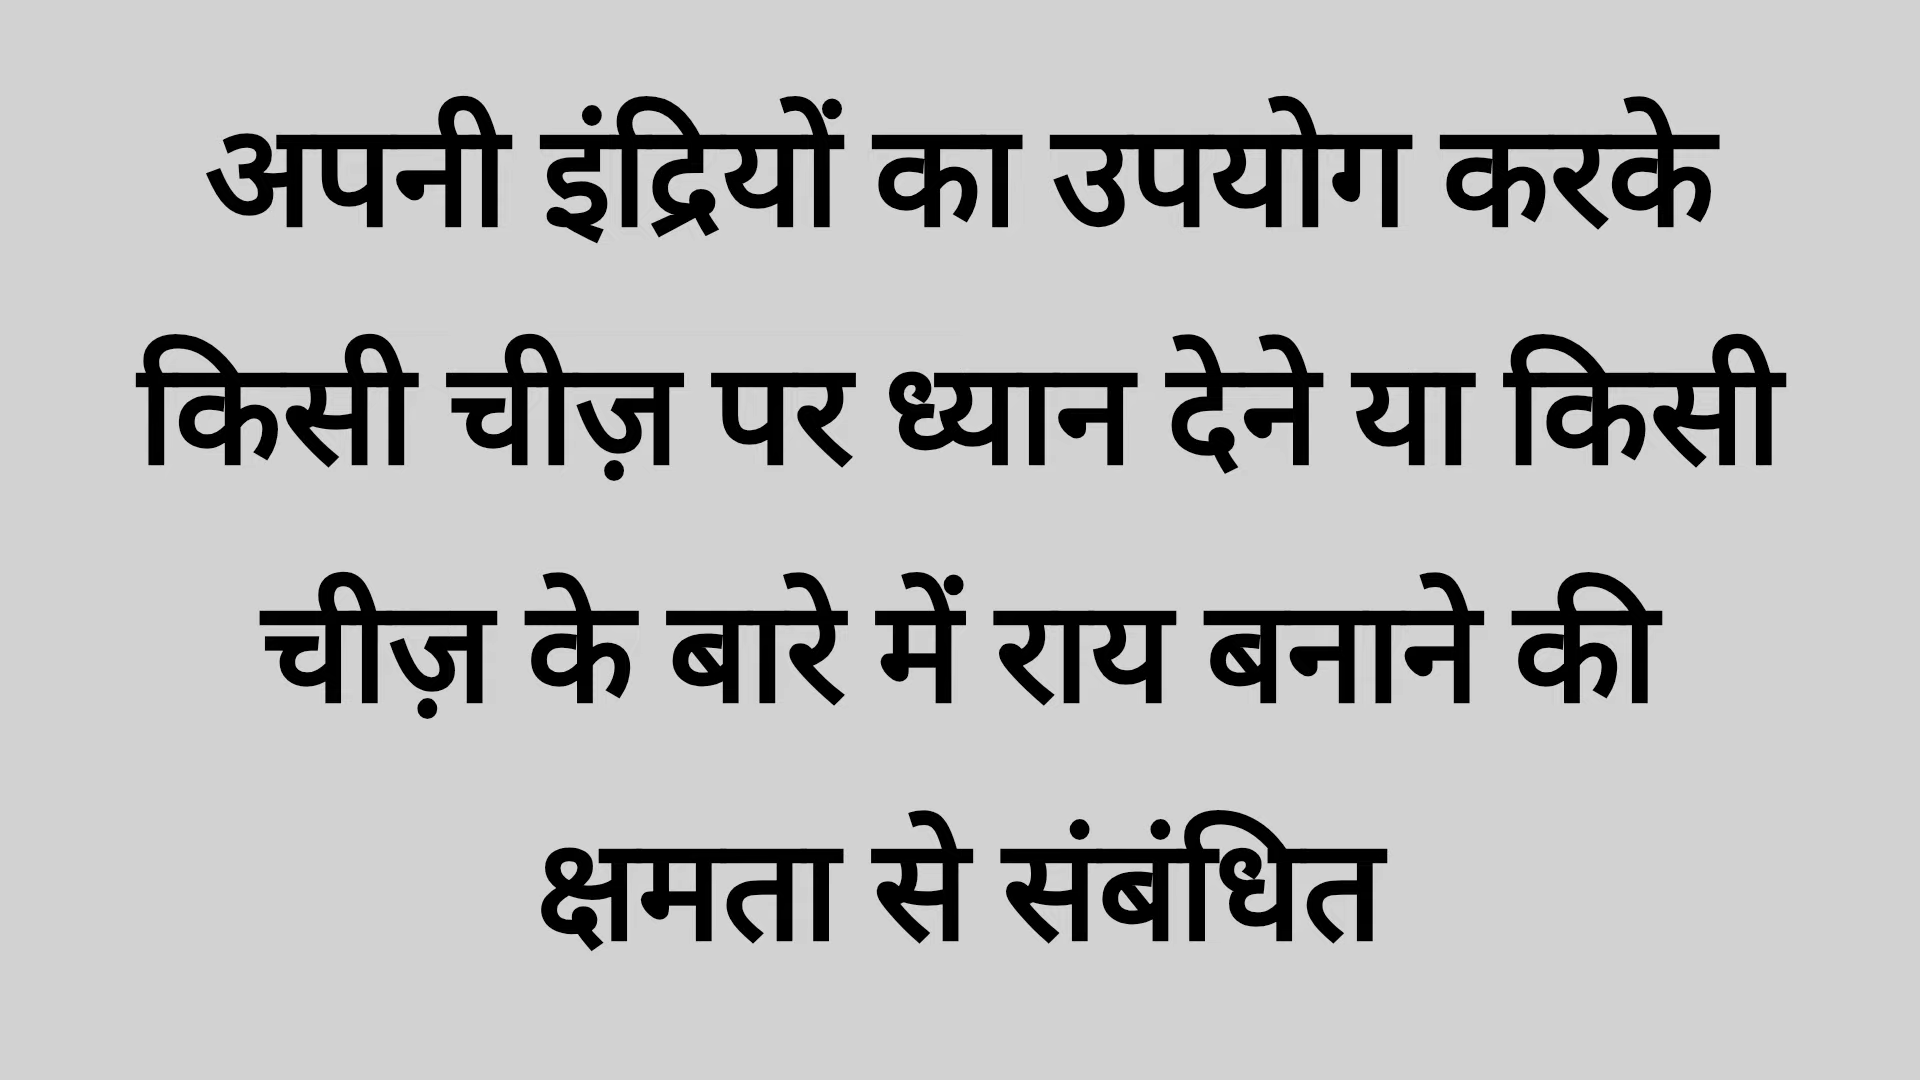 अपनी इंद्रियों का उपयोग करके
किसी चीज़ पर ध्यान देने या किसी
चीज़ के बारे में राय बनाने की
क्षमता से संबंधित